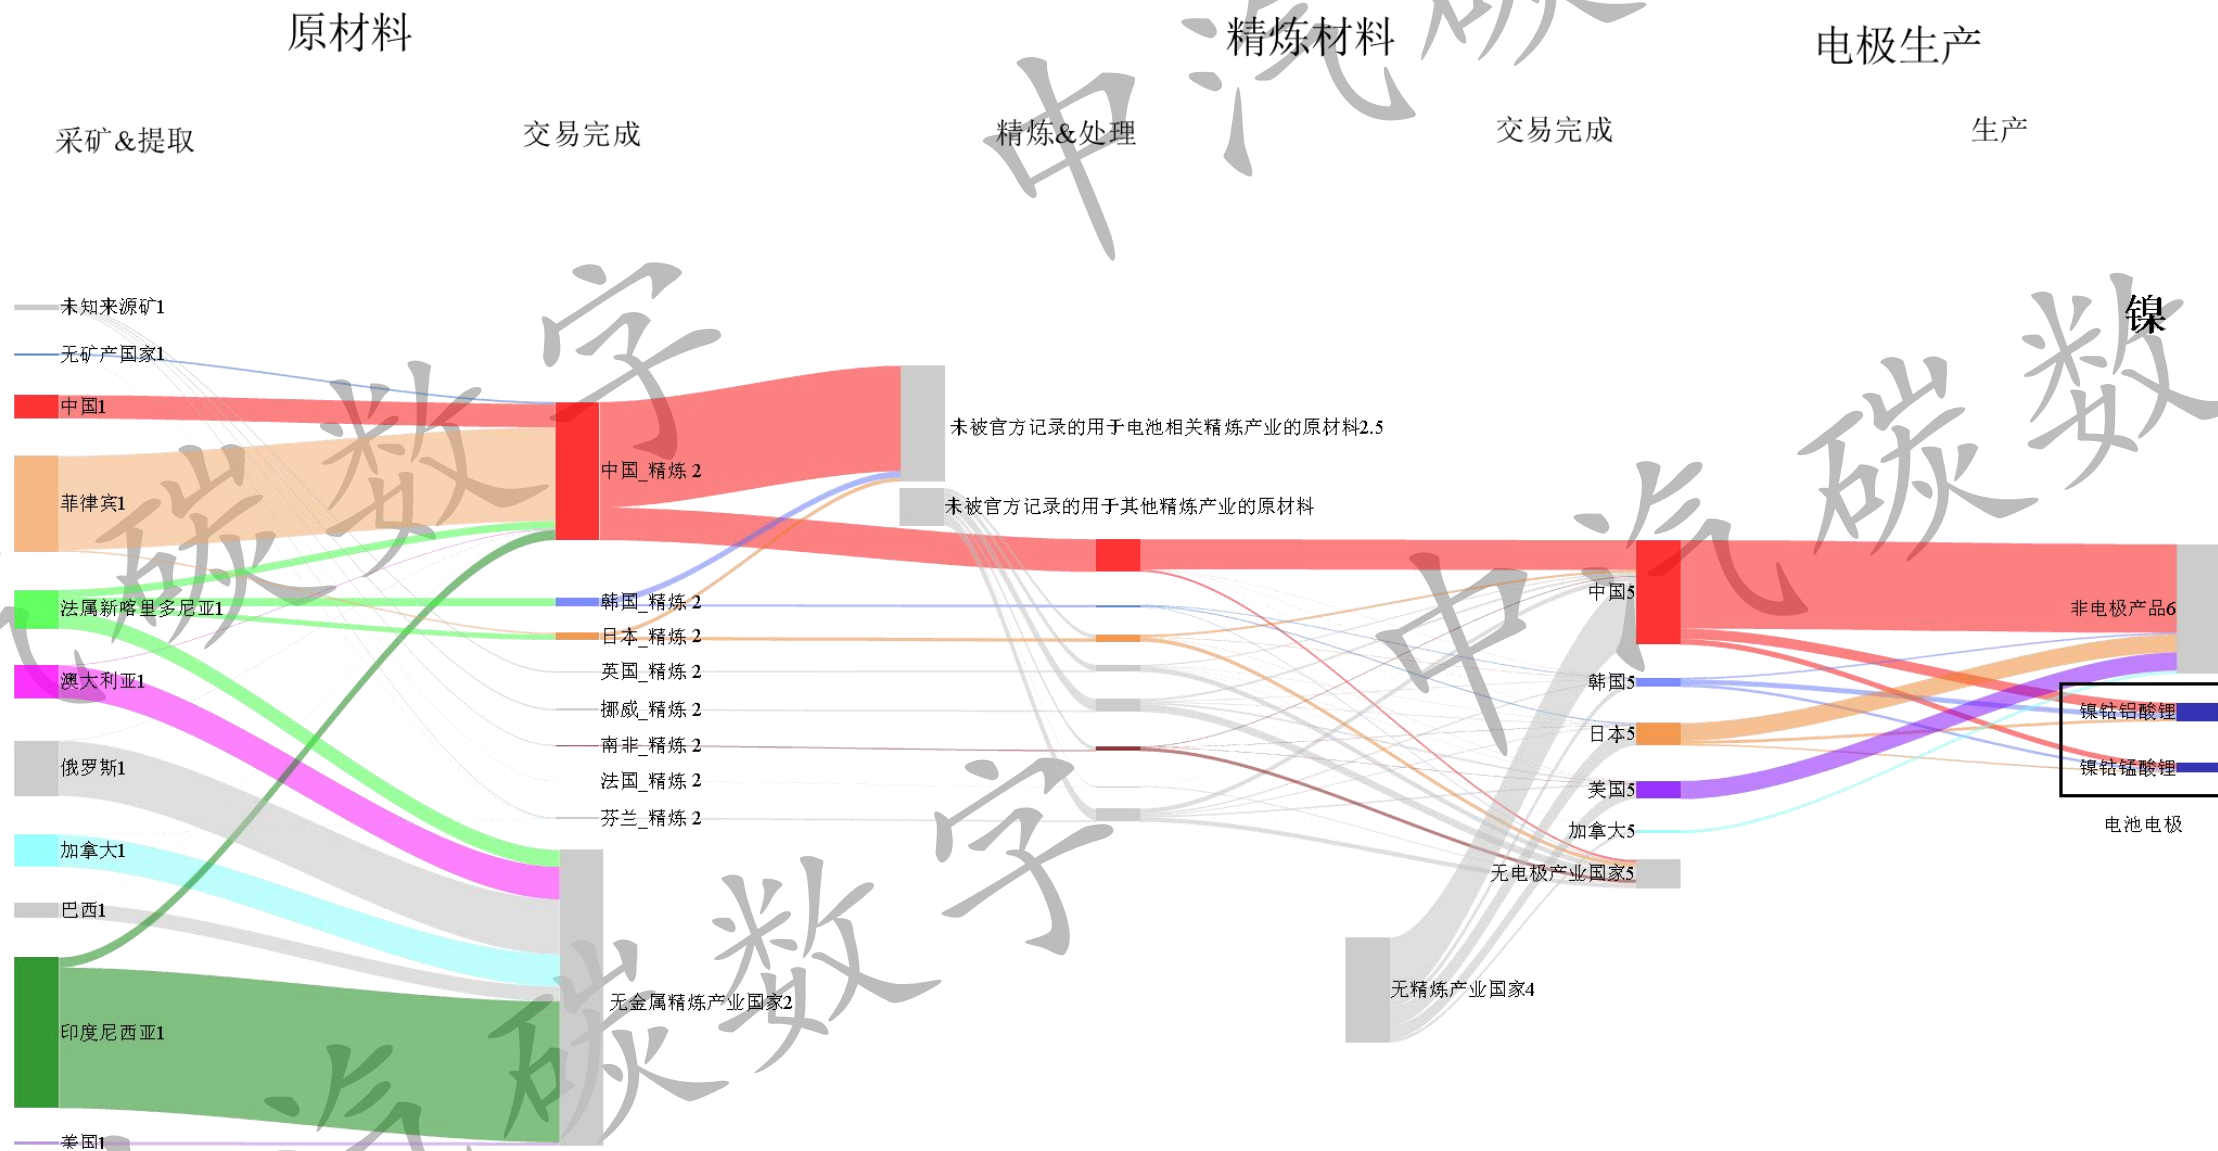 原材料
精炼材料
电极生产
采矿&提取
交易完成
精炼&处理
交易完成
生产
镍
未知来源矿1
无矿产国家1
中国1
菲律宾1
法属新喀里多尼亚1
澳大利亚1
俄罗斯1
加拿大1
巴西1
印度尼西亚1
美国1
中国_精炼 2
韩国_精炼 2
日本_精炼 2
英国_精炼 2
挪威_精炼 2
南非_精炼 2
法国_精炼 2
芬兰_精炼 2
无金属精炼产业国家2
未被官方记录的用于电池相关精炼产业的原材料2.5
未被官方记录的用于其他精炼产业的原材料
无精炼产业国家4
中国5
韩国5
日本5
美国5
加拿大5
无电极产业国家5
非电极产品6
镍钴铝酸锂
镍钴锰酸锂
电池电极
中汽碳
汽碳数字
中汽碳数
汽碳数字